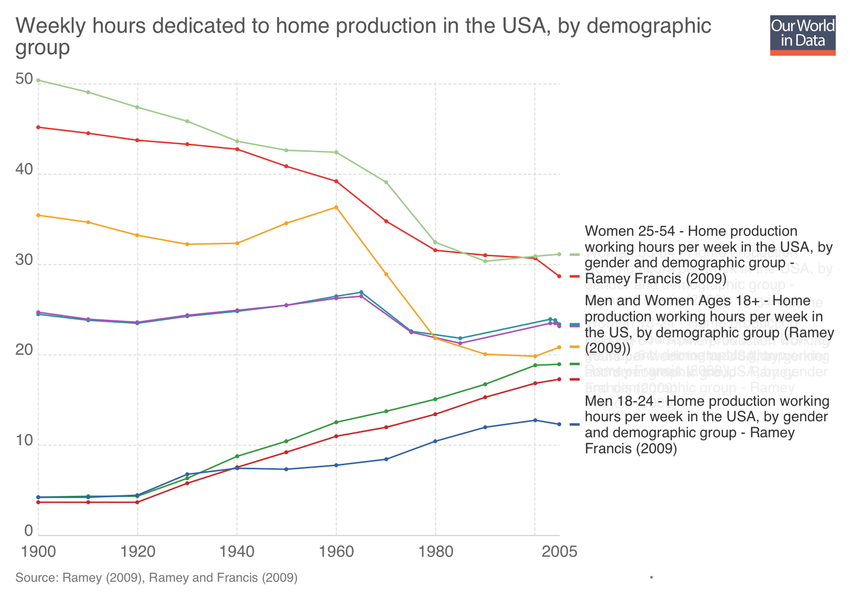 Weekly hours dedicated to home production in the USA, by demographic
group
Our World
in Data
50
40
30
20
10
0
1900
1920
1940
1960
1980
2005
Women 25-54 - Home production
working hours per week in the USA, by
gender and demographic group -
Ramey Francis (2009)
Men and Women Ages 18+ - Home
production working hours per week in
the US, by demographic group (Ramey
(2009))
Men 18-24 - Home production working
hours per week in the USA, by gender
and demographic group - Ramey
Francis (2009)
Source: Ramey (2009), Ramey and Francis (2009)